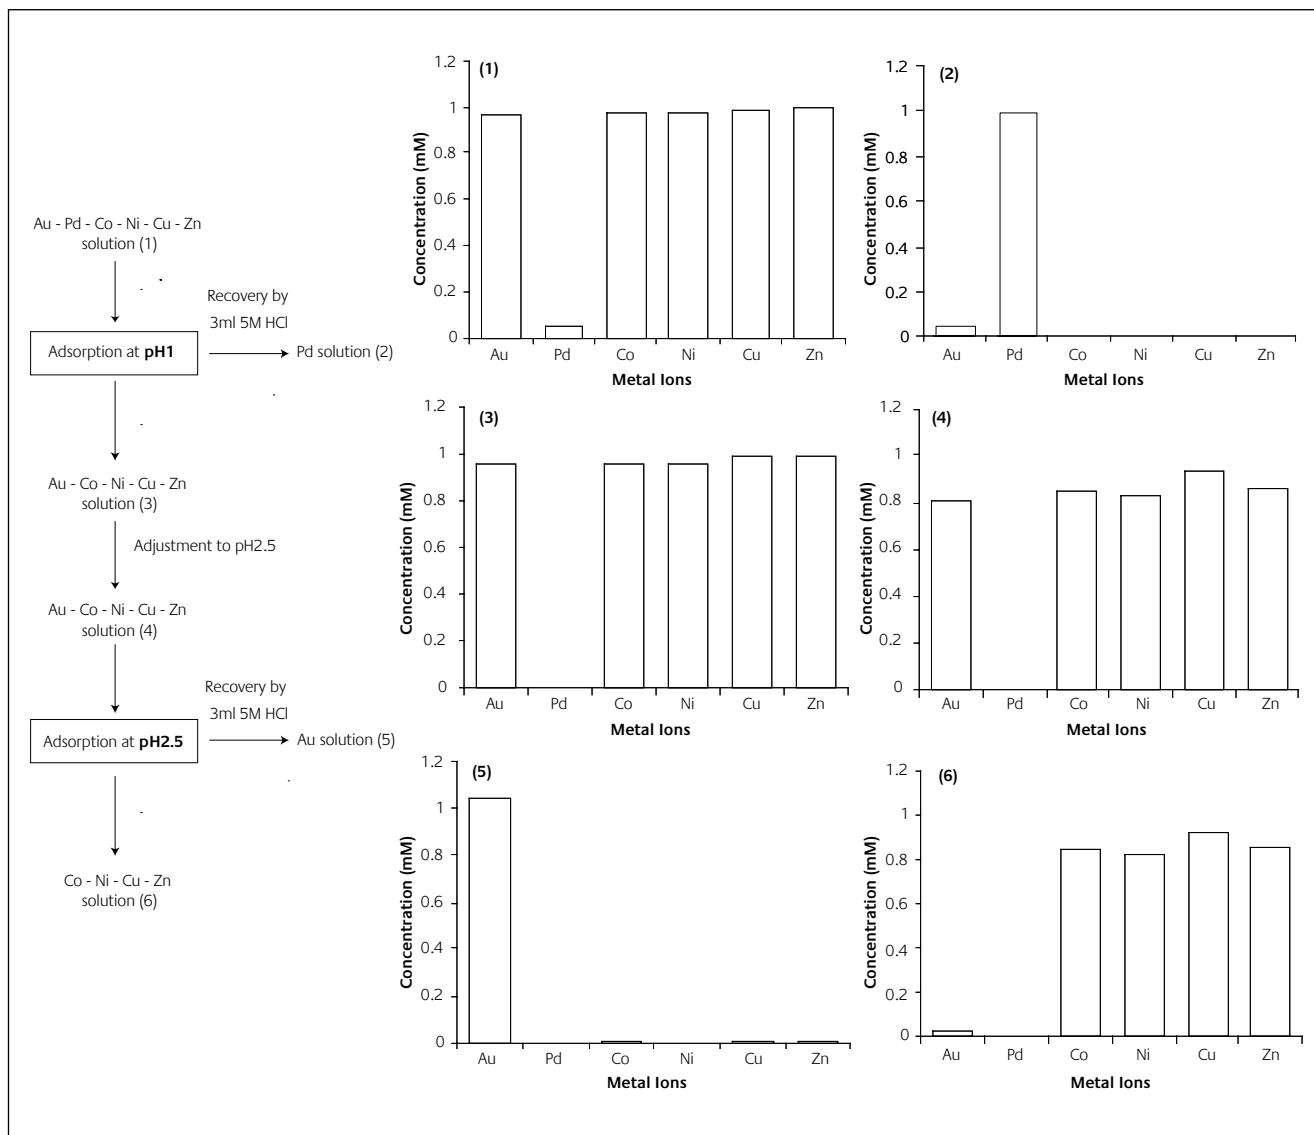 Au - Pd - Co - Ni - Cu - Zn
solution (1)
Recovery by
3ml 5M HCl
Adsorption at pH1
Pd solution (2)
Au - Co - Ni - Cu - Zn
solution (3)
Adjustment to pH2.5
Au - Co - Ni - Cu - Zn
solution (4)
Recovery by
3ml 5M HCl
Adsorption at pH2.5
Au solution (5)
Co - Ni - Cu - Zn
solution (6)
(1)
Concentration (mM)
1.2
1
0.8
0.6
0.4
0.2
0
Au Pd Co Ni Cu Zn
Metal Ions
(2)
Concentration (mM)
1.2
1
0.8
0.6
0.4
0.2
0
Au Pd Co Ni Cu Zn
Metal Ions
(3)
Concentration (mM)
1.2
1
0.8
0.6
0.4
0.2
0
Au Pd Co Ni Cu Zn
Metal Ions
(4)
Concentration (mM)
1.2
1
0.8
0.6
0.4
0.2
0
Au Pd Co Ni Cu Zn
Metal Ions
(5)
Concentration (mM)
1.2
1
0.8
0.6
0.4
0.2
0
Au Pd Co Ni Cu Zn
Metal Ions
(6)
Concentration (mM)
1.2
1
0.8
0.6
0.4
0.2
0
Au Pd Co Ni Cu Zn
Metal Ions